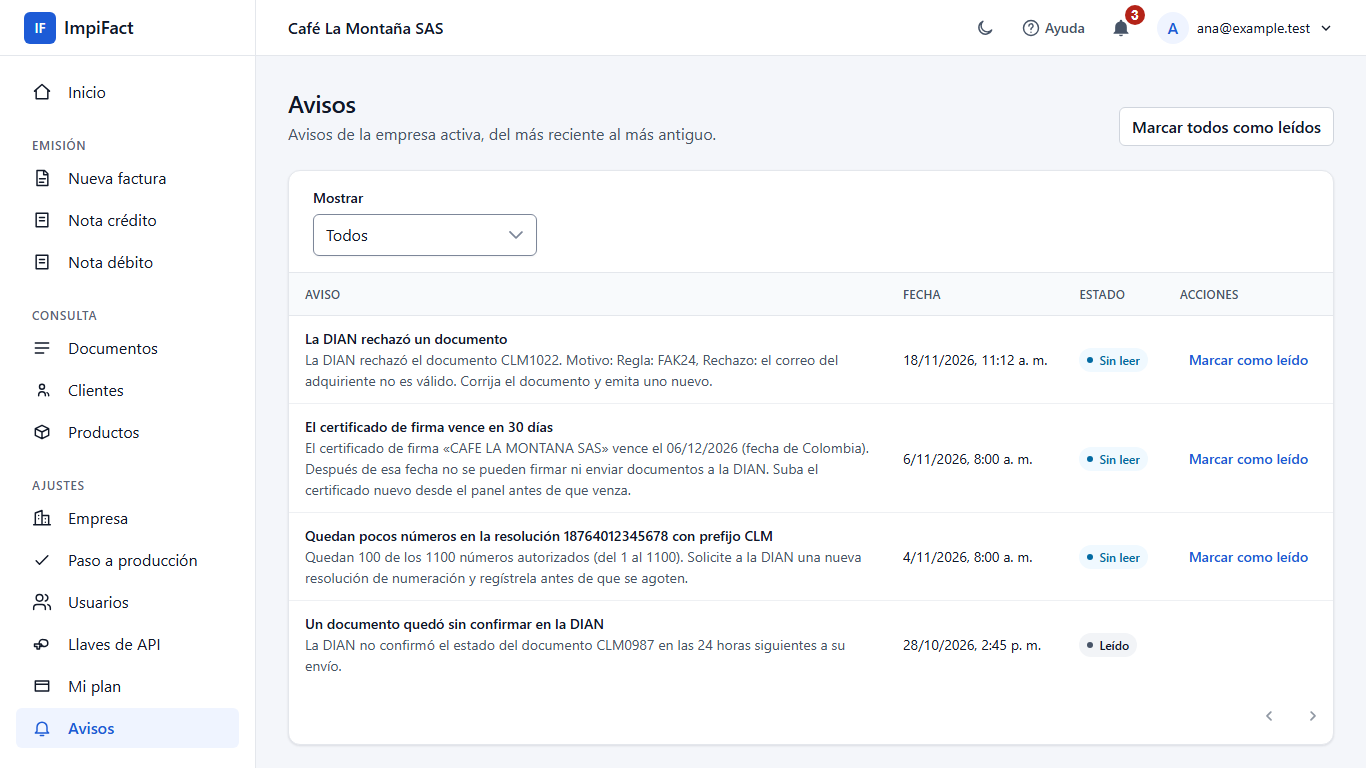 IF ImpiFact
Café La Montaña SAS
Ayuda
3
A
ana@example.test
Inicio
EMISIÓN
Nueva factura
Nota crédito
Nota débito
CONSULTA
Documentos
Clientes
Productos
AJUSTES
Empresa
Paso a producción
Usuarios
Llaves de API
Mi plan
Avisos
Avisos
Avisos de la empresa activa, del más reciente al más antiguo.
Marcar todos como leídos
Mostrar
Todos
AVISO FECHA ESTADO ACCIONES
La DIAN rechazó un documento
La DIAN rechazó el documento CLM1022. Motivo: Regla: FAK24, Rechazo: el correo del
adquiriente no es válido. Corrija el documento y emita uno nuevo.
18/11/2026, 11:12 a. m. Sin leer Marcar como leído
El certificado de firma vence en 30 días
El certificado de firma «CAFE LA MONTANA SAS» vence el 06/12/2026 (fecha de Colombia).
Después de esa fecha no se pueden firmar ni enviar documentos a la DIAN. Suba el
certificado nuevo desde el panel antes de que venza.
6/11/2026, 8:00 a. m. Sin leer Marcar como leído
Quedan pocos números en la resolución 18764012345678 con prefijo CLM
Quedan 100 de los 1100 números autorizados (del 1 al 1100). Solicite a la DIAN una nueva
resolución de numeración y regístrela antes de que se agoten.
4/11/2026, 8:00 a. m. Sin leer Marcar como leído
Un documento quedó sin confirmar en la DIAN
La DIAN no confirmó el estado del documento CLM0987 en las 24 horas siguientes a su
envío.
28/10/2026, 2:45 p. m. Leído